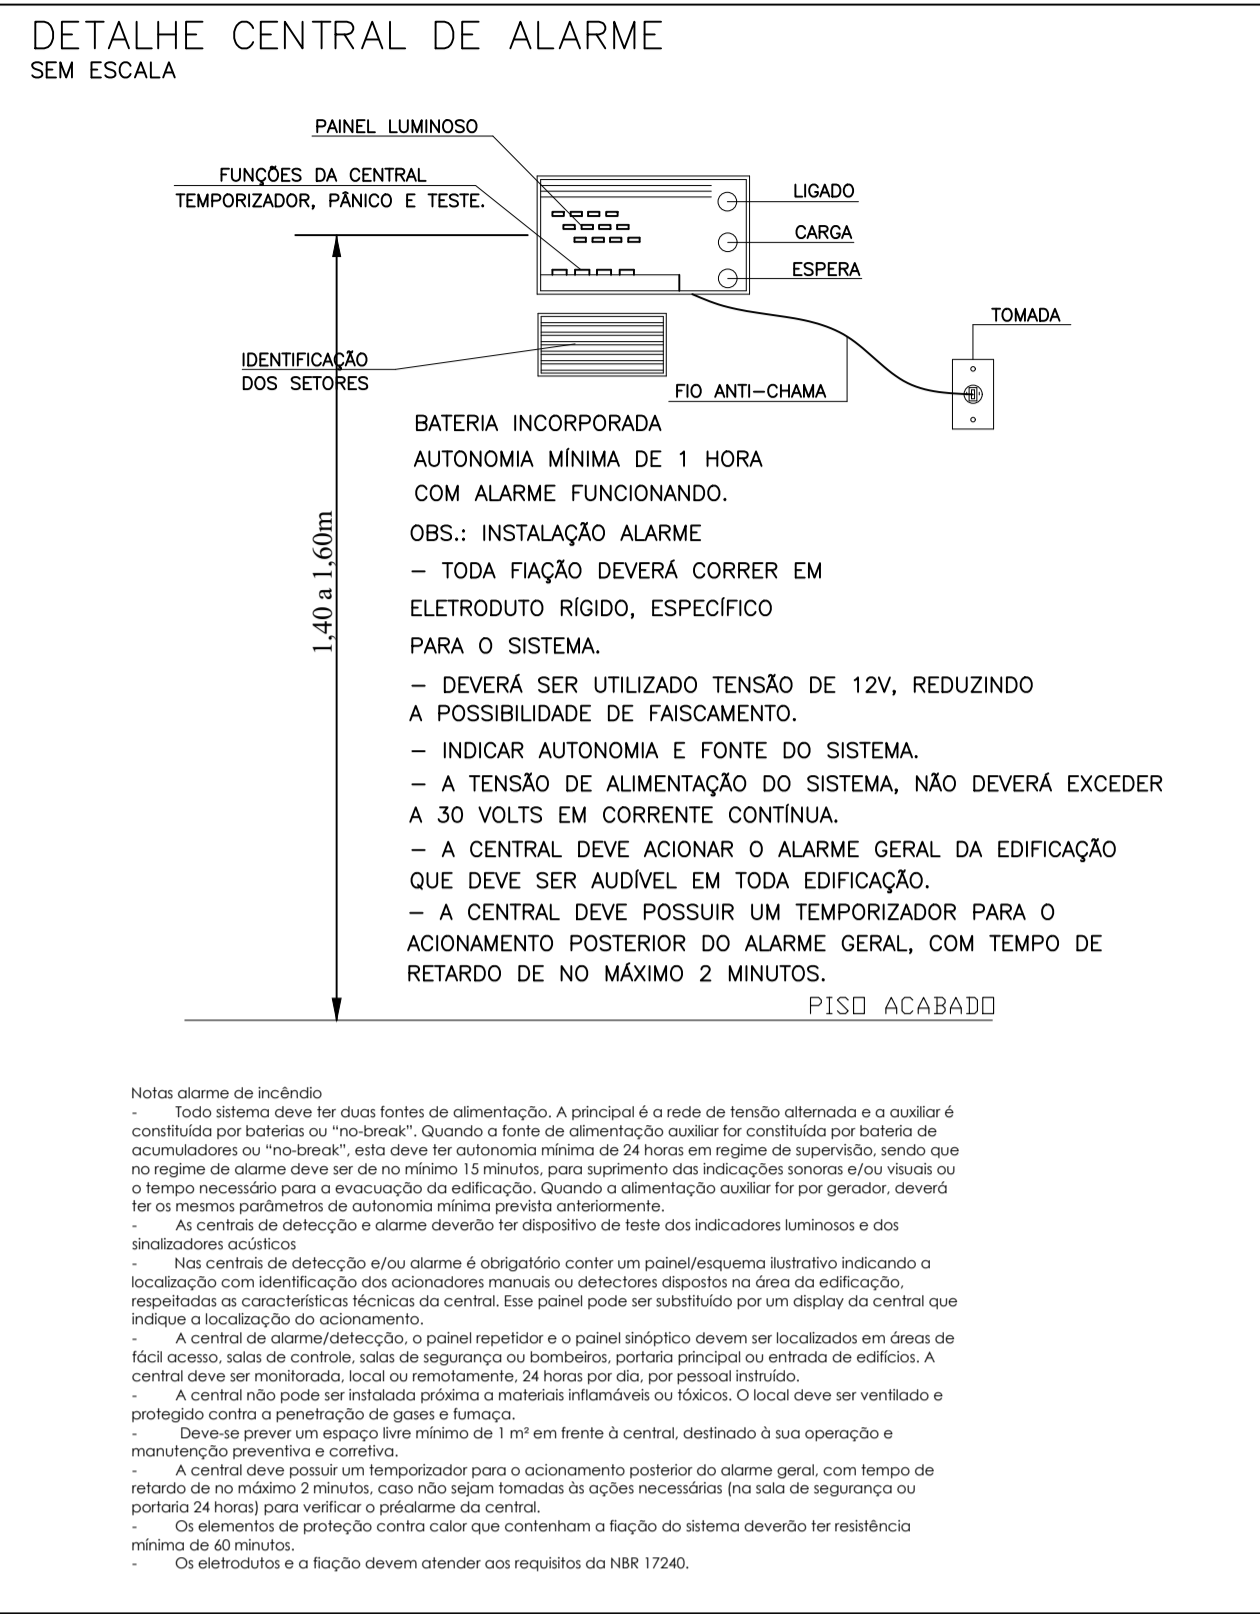 DETALHE CENTRAL DE ALARME
SEM ESCALA
PAINEL LUMINOSO
FUNÇÕES DA CENTRAL
TEMPORIZADOR, PÂNICO E TESTE.
LIGADO
CARGA
ESPERA
TOMADA
IDENTIFICAÇÃO
DOS SETORES
FIO ANTI-CHAMA
1,40 a 1,60m
BATERIA INCORPORADA
AUTONOMIA MÍNIMA DE 1 HORA
COM ALARME FUNCIONANDO.
OBS.: INSTALAÇÃO ALARME
- TODA FIAÇÃO DEVERÁ CORRER EM
ELETRODUTO RÍGIDO, ESPECÍFICO
PARA O SISTEMA.
- DEVERÁ SER UTILIZADO TENSÃO DE 12V, REDUZINDO
A POSSIBILIDADE DE FAISCAMENTO.
- INDICAR AUTONOMIA E FONTE DO SISTEMA.
- A TENSÃO DE ALIMENTAÇÃO DO SISTEMA, NÃO DEVERÁ EXCEDER
A 30 VOLTS EM CORRENTE CONTÍNUA.
- A CENTRAL DEVE ACIONAR O ALARME GERAL DA EDIFICAÇÃO
QUE DEVE SER AUDÍVEL EM TODA EDIFICAÇÃO.
- A CENTRAL DEVE POSSUIR UM TEMPORIZADOR PARA O
ACIONAMENTO POSTERIOR DO ALARME GERAL, COM TEMPO DE
RETARDO DE NO MÁXIMO 2 MINUTOS.
PISO ACABADO
Notas alarme de incêndio
- Todo sistema deve ter duas fontes de alimentação. A principal é a rede de tensão alternada e a auxiliar é
constituída por baterias ou “no-break”. Quando a fonte de alimentação auxiliar for constituída por bateria de
acumuladores ou “no-break”, esta deve ter autonomia mínima de 24 horas em regime de supervisão, sendo que
no regime de alarme deve ser de no mínimo 15 minutos, para suprimento das indicações sonoras e/ou visuais ou
o tempo necessário para a evacuação da edificação. Quando a alimentação auxiliar for por gerador, deverá
ter os mesmos parâmetros de autonomia mínima prevista anteriormente.
- As centrais de detecção e alarme deverão ter dispositivo de teste dos indicadores luminosos e dos
sinalizadores acústicos
- Nas centrais de detecção e/ou alarme é obrigatório conter um painel/esquema ilustrativo indicando a
localização com identificação dos acionadores manuais ou detectores dispostos na área da edificação,
respeitadas as características técnicas da central. Esse painel pode ser substituído por um display da central que
indique a localização do acionamento.
- A central de alarme/detecção, o painel repetidor e o painel sinóptico devem ser localizados em áreas de
fácil acesso, salas de controle, salas de segurança ou bombeiros, portaria principal ou entrada de edifícios. A
central deve ser monitorada, local ou remotamente, 24 horas por dia, por pessoal instruído.
- A central não pode ser instalada próxima a materiais inflamáveis ou tóxicos. O local deve ser ventilado e
protegido contra a penetração de gases e fumaça.
- Deve-se prever um espaço livre mínimo de 1 m² em frente à central, destinado à sua operação e
manutenção preventiva e corretiva.
- A central deve possuir um temporizador para o acionamento posterior do alarme geral, com tempo de
retardo de no máximo 2 minutos, caso não sejam tomadas às ações necessárias (na sala de segurança ou
portaria 24 horas) para verificar o préalarme da central.
- Os elementos de proteção contra calor que contenham a fiação do sistema deverão ter resistência
mínima de 60 minutos.
- Os eletrodutos e a fiação devem atender aos requisitos da NBR 17240.